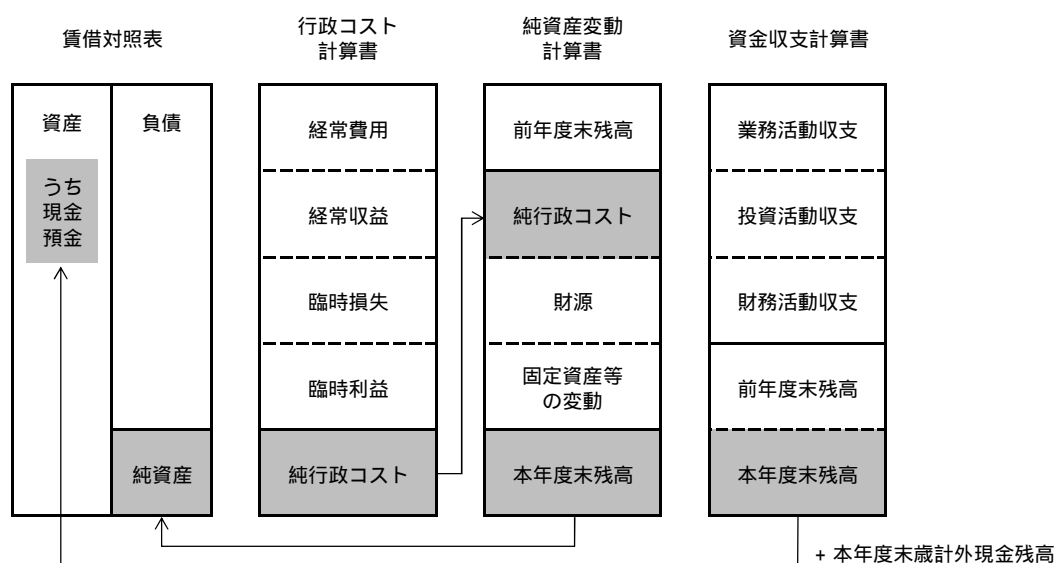 賃借対照表
行政コスト
計算書
純資産変動
計算書
資金収支計算書
資産
負債
うち
現金
預金
純資産
経常費用
経常収益
臨時損失
臨時利益
純行政コスト
前年度末残高
純行政コスト
財源
固定資産等
の変動
本年度末残高
業務活動収支
投資活動収支
財務活動収支
前年度末残高
本年度末残高
+ 本年度末歳計外現金残高